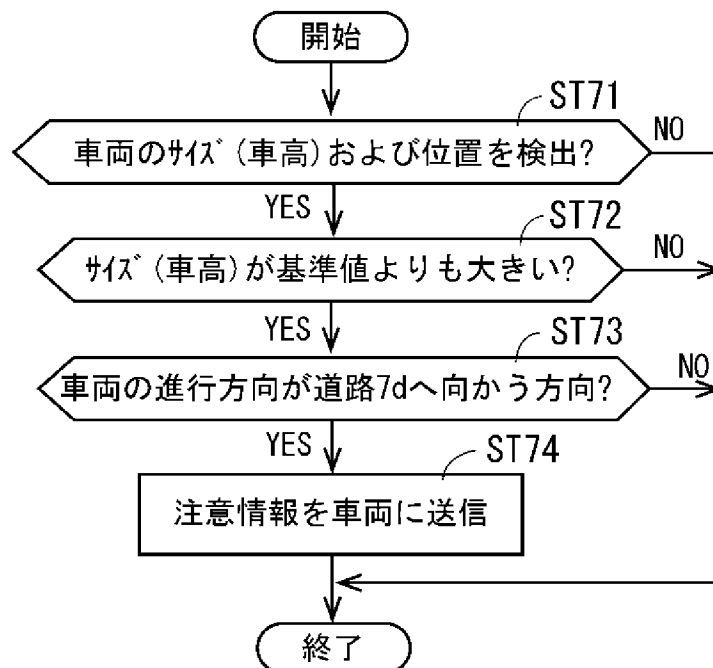 開始
ST71
車両のｻｲｽﾞ(車高)および位置を検出?
NO
YES
ST72
ｻｲｽﾞ(車高)が基準値よりも大きい?
NO
YES
ST73
車両の進行方向が道路7dへ向かう方向?
NO
YES
ST74
注意情報を車両に送信
終了